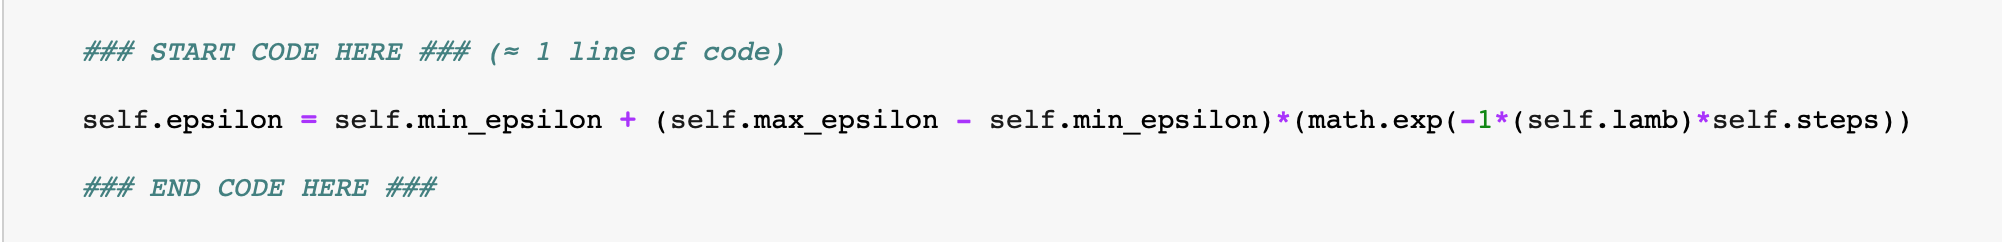 ### START CODE HERE ### (≈ 1 line of code)
self.epsilon = self.min_epsilon + (self.max_epsilon - self.min_epsilon)*(math.exp(-1*(self.lamb)*self.steps))
### END CODE HERE ###